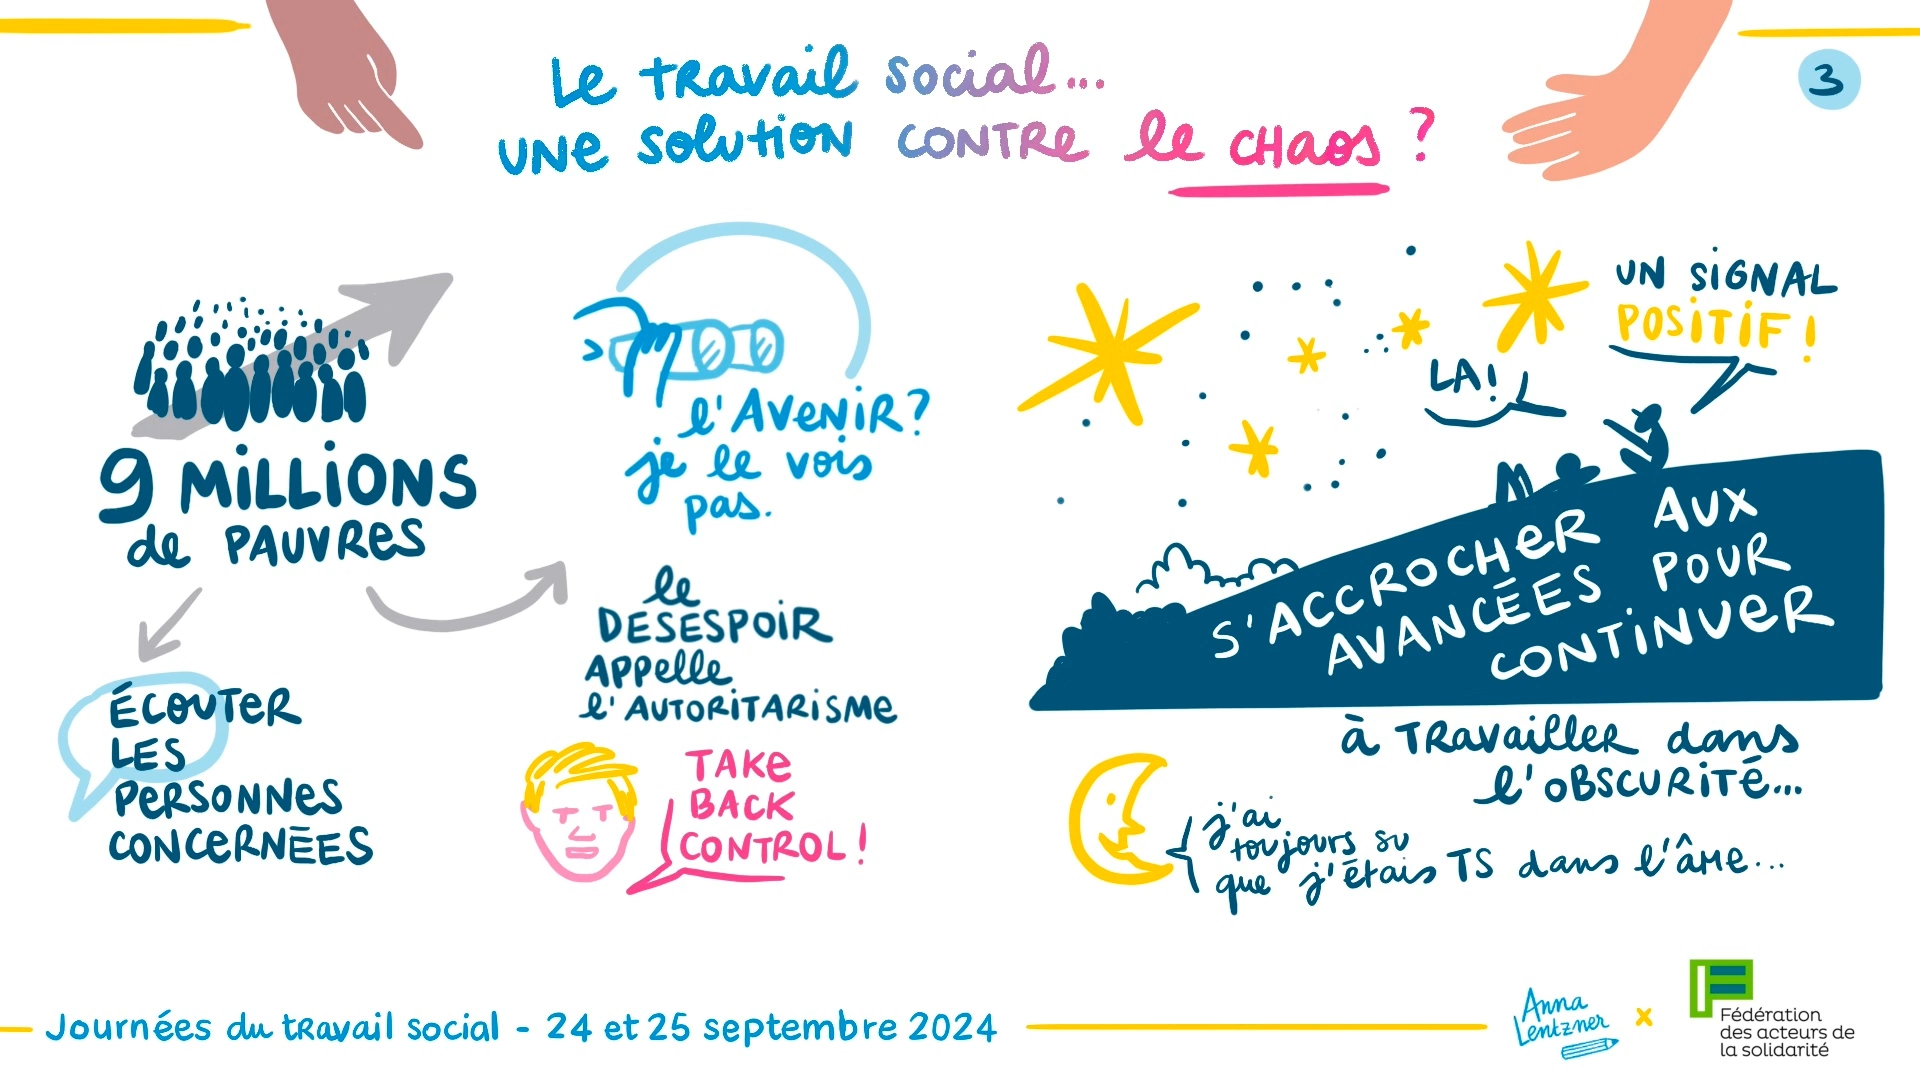 Le travail social...
une solution contre le chaos ?
3
9 millions
de pauvres
Écouter
les
personnes
concernées
l'avenir ?
je le vois
pas.
le
désespoir
appelle
l'autoritarisme
Take
back
control !
Un signal
positif !
Là !
S'accrocher aux
avancées pour
continuer
à travailler dans
l'obscurité...
j'ai
toujours su
que j'étais TS dans l'âme...
Journées du travail social - 24 et 25 septembre 2024
Anna
Lentzner
x
Fédération
des acteurs de
la solidarité